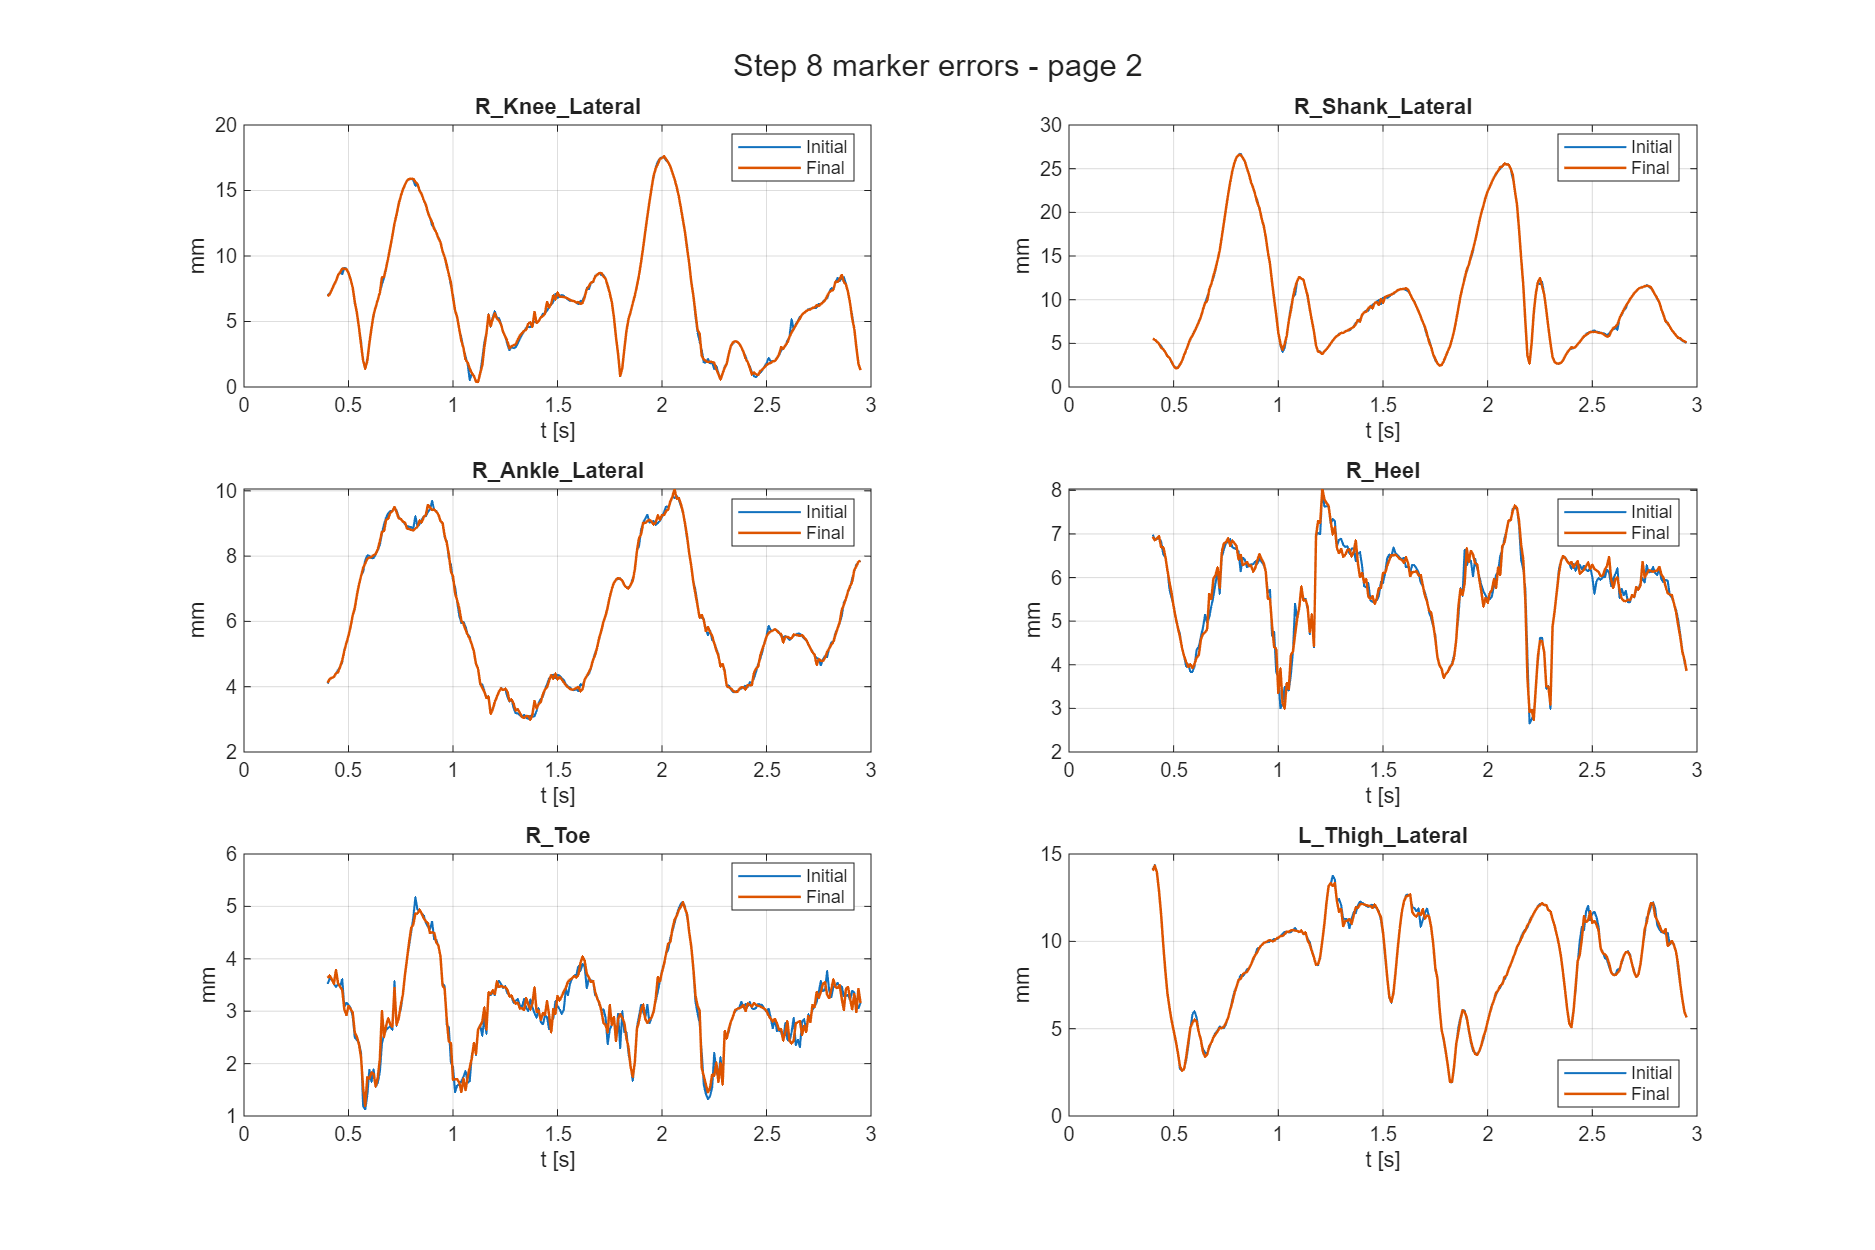 Step 8 marker errors - page 2
R_Knee_Lateral
20
15
10
5
0
mm
0 0.5 1 1.5 2 2.5 3
t [s]
Initial
Final
R_Shank_Lateral
30
25
20
15
10
5
0
mm
0 0.5 1 1.5 2 2.5 3
t [s]
Initial
Final
R_Ankle_Lateral
10
8
6
4
2
mm
0 0.5 1 1.5 2 2.5 3
t [s]
Initial
Final
R_Heel
8
7
6
5
4
3
2
mm
0 0.5 1 1.5 2 2.5 3
t [s]
Initial
Final
R_Toe
6
5
4
3
2
1
mm
0 0.5 1 1.5 2 2.5 3
t [s]
Initial
Final
L_Thigh_Lateral
15
10
5
0
mm
0 0.5 1 1.5 2 2.5 3
t [s]
Initial
Final